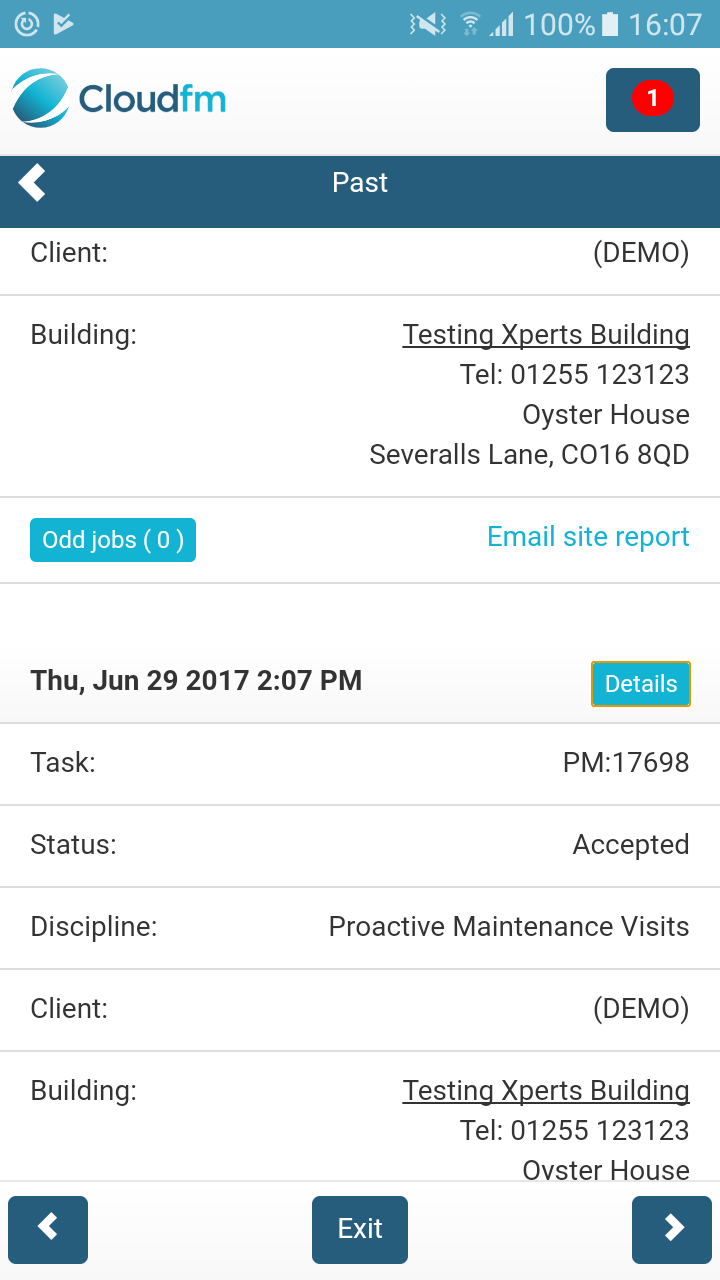 100% 16:07
Cloudfm
1
Past
Client: (DEMO)
Building: Testing Xperts Building
Tel: 01255 123123
Oyster House
Severalls Lane, CO16 8QD
Odd jobs ( 0 ) Email site report
Thu, Jun 29 2017 2:07 PM Details
Task: PM:17698
Status: Accepted
Discipline: Proactive Maintenance Visits
Client: (DEMO)
Building: Testing Xperts Building
Tel: 01255 123123
Oyster House
Exit